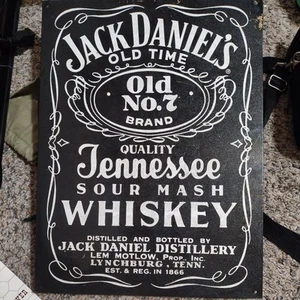 JACK DANIEL'S
OLD TIME
Old
No.7
BRAND
QUALITY
Tennessee
SOUR MASH
WHISKEY
DISTILLED AND BOTTLED BY
JACK DANIEL DISTILLERY
LEM MOTLOW, PROP., INC.
LYNCHBURG, TENN.
EST. & REG. IN 1866